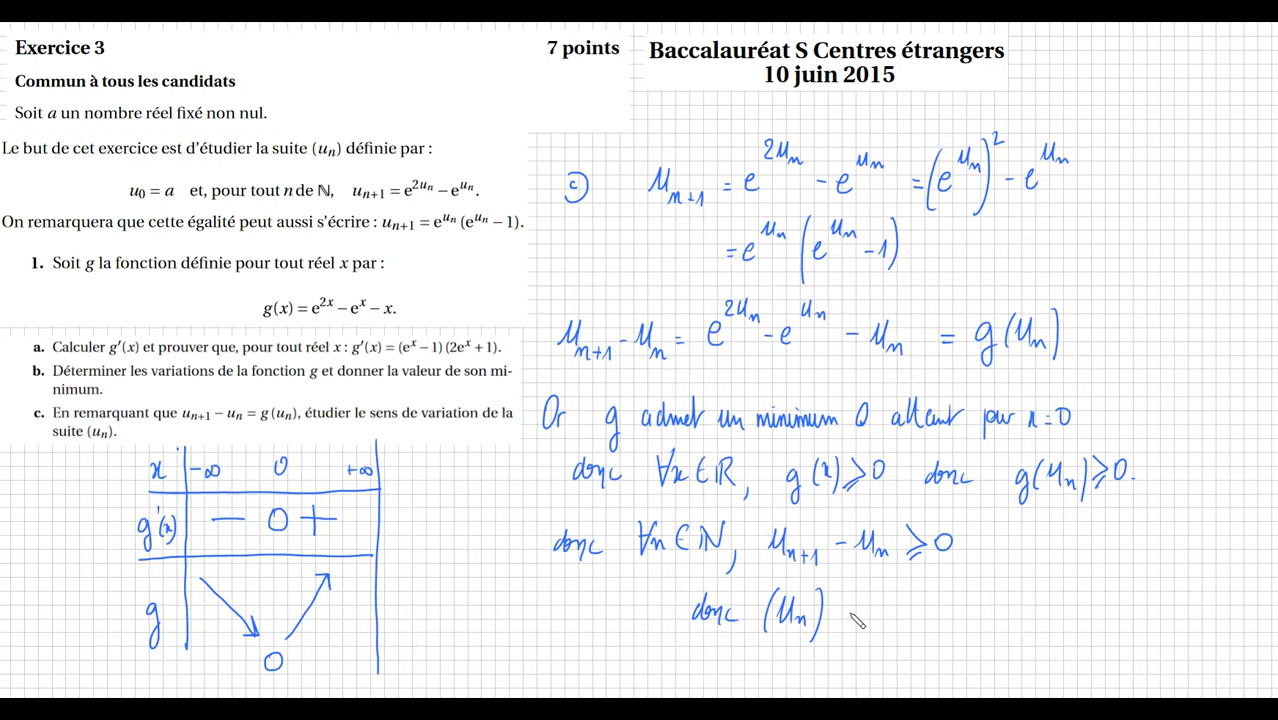 Exercice 3 7 points
Commun à tous les candidats
Soit a un nombre réel fixé non nul.
Le but de cet exercice est d'étudier la suite (uₙ) définie par :
u₀ = a et, pour tout n de ℕ, uₙ₊₁ = e^{2uₙ} − e^{uₙ}.
On remarquera que cette égalité peut aussi s'écrire : uₙ₊₁ = e^{uₙ} (e^{uₙ} − 1).
1. Soit g la fonction définie pour tout réel x par :
g(x) = e^{2x} − e^x − x.
a. Calculer g′(x) et prouver que, pour tout réel x : g′(x) = (e^x − 1) (2e^x + 1).
b. Déterminer les variations de la fonction g et donner la valeur de son mi-
nimum.
c. En remarquant que uₙ₊₁ − uₙ = g (uₙ), étudier le sens de variation de la
suite (uₙ).
x −∞ 0 +∞
g'(x) − 0 +
g
0
Baccalauréat S Centres étrangers
10 juin 2015
c) uₙ₊₁ = e^{2uₙ} − e^{uₙ} = (e^{uₙ})² − e^{uₙ}
= e^{uₙ} (e^{uₙ} − 1)
uₙ₊₁ − uₙ = e^{2uₙ} − e^{uₙ} − uₙ = g(uₙ)
Or g admet un minimum 0 atteint pour x = 0
donc ∀x ∈ ℝ, g(x) ⩾ 0 donc g(uₙ) ⩾ 0.
donc ∀n ∈ ℕ, uₙ₊₁ − uₙ ⩾ 0
donc (uₙ)